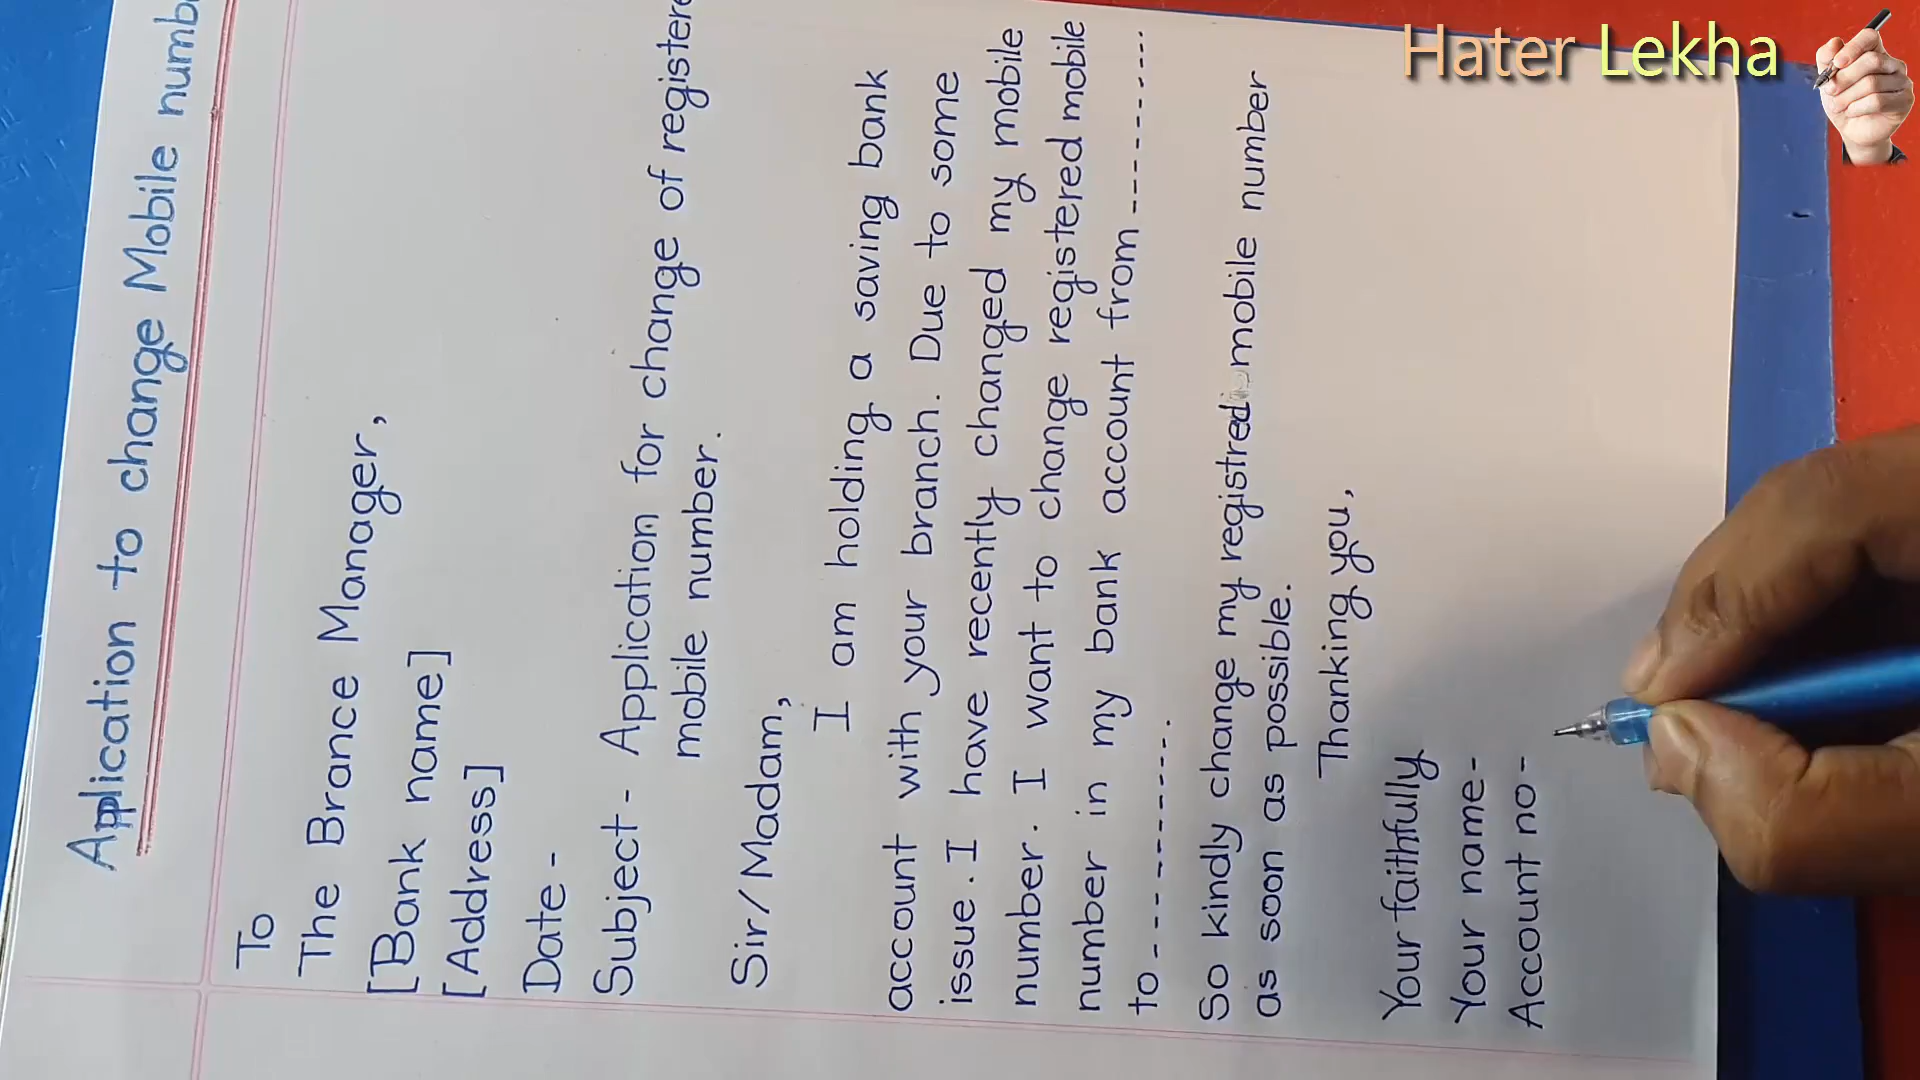 Hater Lekha
Application to change Mobile numb
To
The Brance Manager,
[Bank name]
[Address]
Date -
Subject - Application for change of registere
mobile number.
Sir/Madam,
I am holding a saving bank
account with your branch. Due to some
issue. I have recently changed my mobile
number. I want to change registered mobile
number in my bank account from -----------
to ------------.
So kindly change my registred mobile number
as soon as possible.
Thanking you,
Your faithfully
Your name-
Account no -